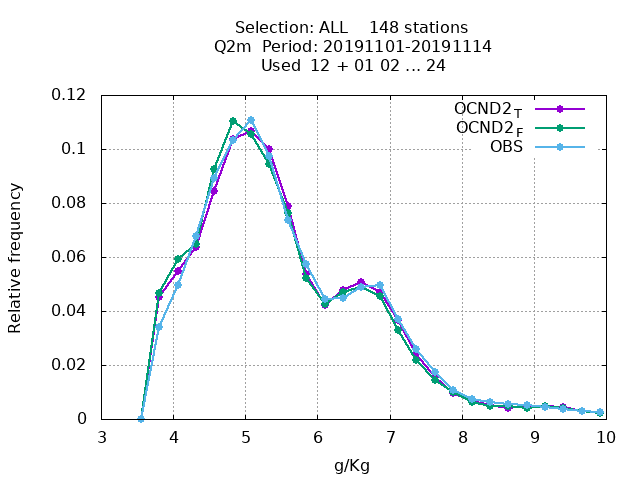 Selection: ALL    148 stations
Q2m  Period: 20191101-20191114
Used  12 + 01 02 ... 24
OCND2T
OCND2F
OBS
0.12
0.1
0.08
0.06
0.04
0.02
0
Relative frequency
3 4 5 6 7 8 9 10
g/Kg